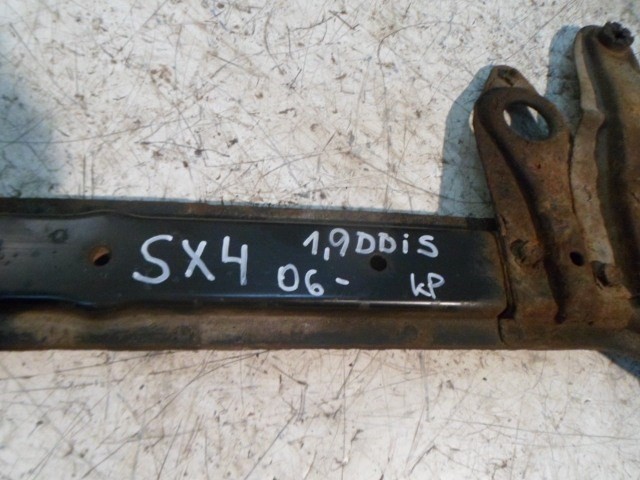 SX4 1,9DDiS
06- kP